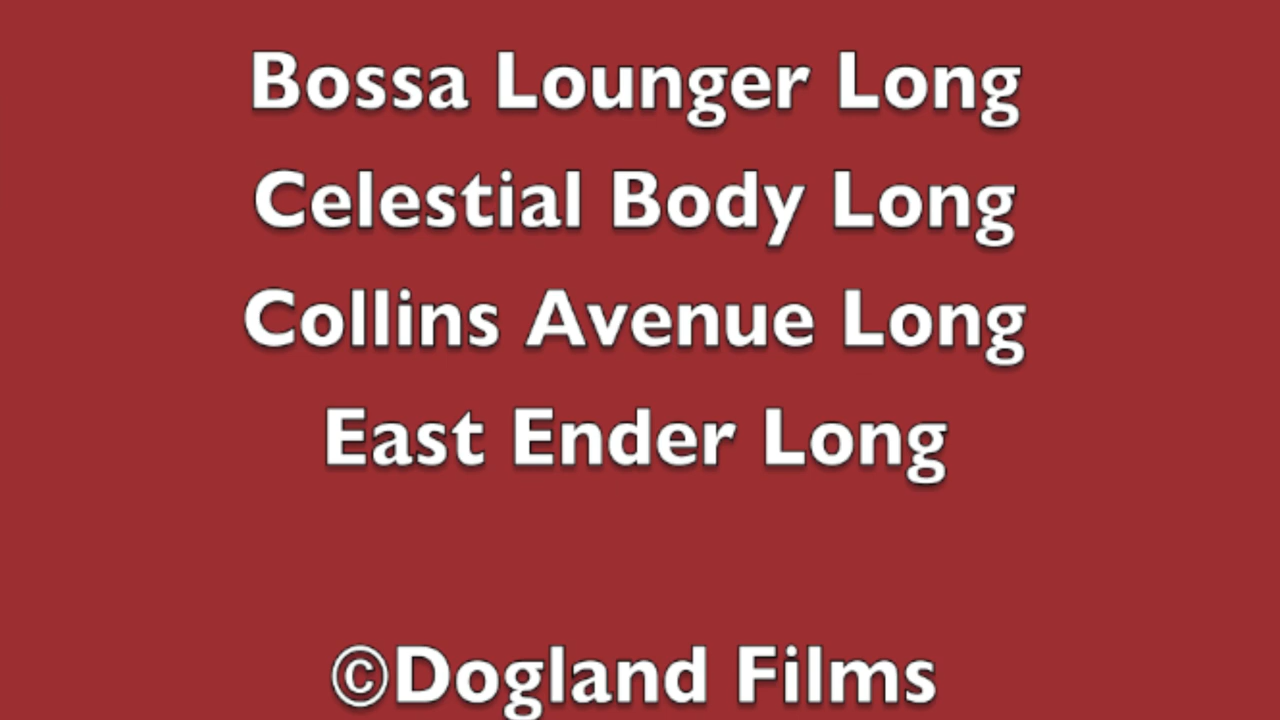 Bossa Lounger Long
Celestial Body Long
Collins Avenue Long
East Ender Long
©Dogland Films